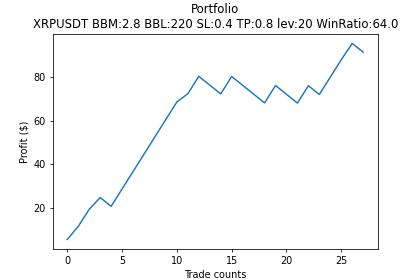 Portfolio
XRPUSDT BBM:2.8 BBL:220 SL:0.4 TP:0.8 lev:20 WinRatio:64.0
80
60
40
20
Profit ($)
0 5 10 15 20 25
Trade counts